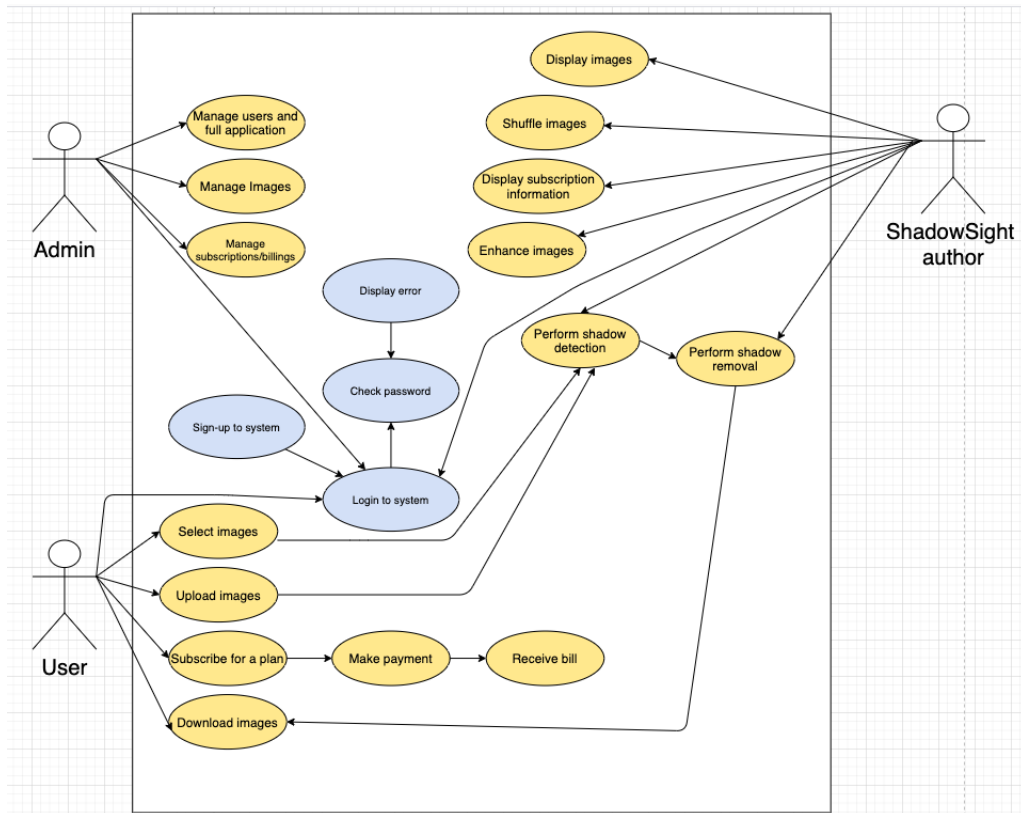 Display images
Manage users and
full application
Shuffle images
Manage Images
Display subscription
information
Admin
Manage
subscriptions/billings
Enhance images
ShadowSight
author
Display error
Perform shadow
detection
Perform shadow
removal
Check password
Sign-up to system
Login to system
Select images
Upload images
User
Subscribe for a plan
Make payment
Receive bill
Download images